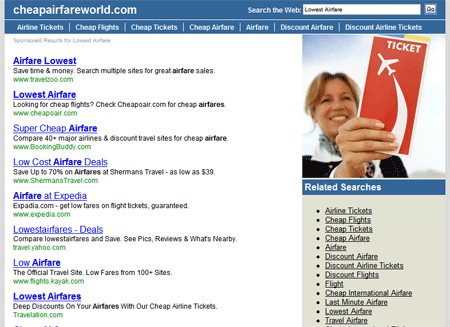 cheapairfareworld.com
Search the Web: Lowest Airfare Go
Airline Tickets | Cheap Flights | Cheap Tickets | Cheap Airfare | Airfare | Discount Airfare | Discount Airline Tickets
Sponsored Results for Lowest Airfare
Airfare Lowest
Save time & money. Search multiple sites for great airfare sales.
www.travelzoo.com
Lowest Airfare
Looking for cheap flights? Check Cheapoair.com for cheap airfares.
www.cheapoair.com
Super Cheap Airfare
Compare 40+ major airlines & discount travel sites for cheap airfare.
www.BookingBuddy.com
Low Cost Airfare Deals
Save Up to 70% on Airfares at Shermans Travel - as low as $39.
www.ShermansTravel.com
Airfare at Expedia
Expadia.com - get low fares on flight tickets, guaranteed.
www.expedia.com
Lowestairfares - Deals
Compare lowestairfares and Save. See Pics, Reviews & What's Nearby.
travel.yahoo.com
Low Airfare
The Official Travel Site. Low Fares from 100+ Sites.
www.flights.kayak.com
Lowest Airfares
Deep Discounts On Your Airfares With Our Cheap Airline Tickets.
Travelation.com
TICKET
Related Searches
Airline Tickets
Cheap Flights
Cheap Tickets
Cheap Airfare
Airfare
Discount Airfare
Discount Airline Tickets
Discount Flights
Flight
Cheap International Airfare
Last Minute Airfare
Lowest Airfare
Travel Airfare